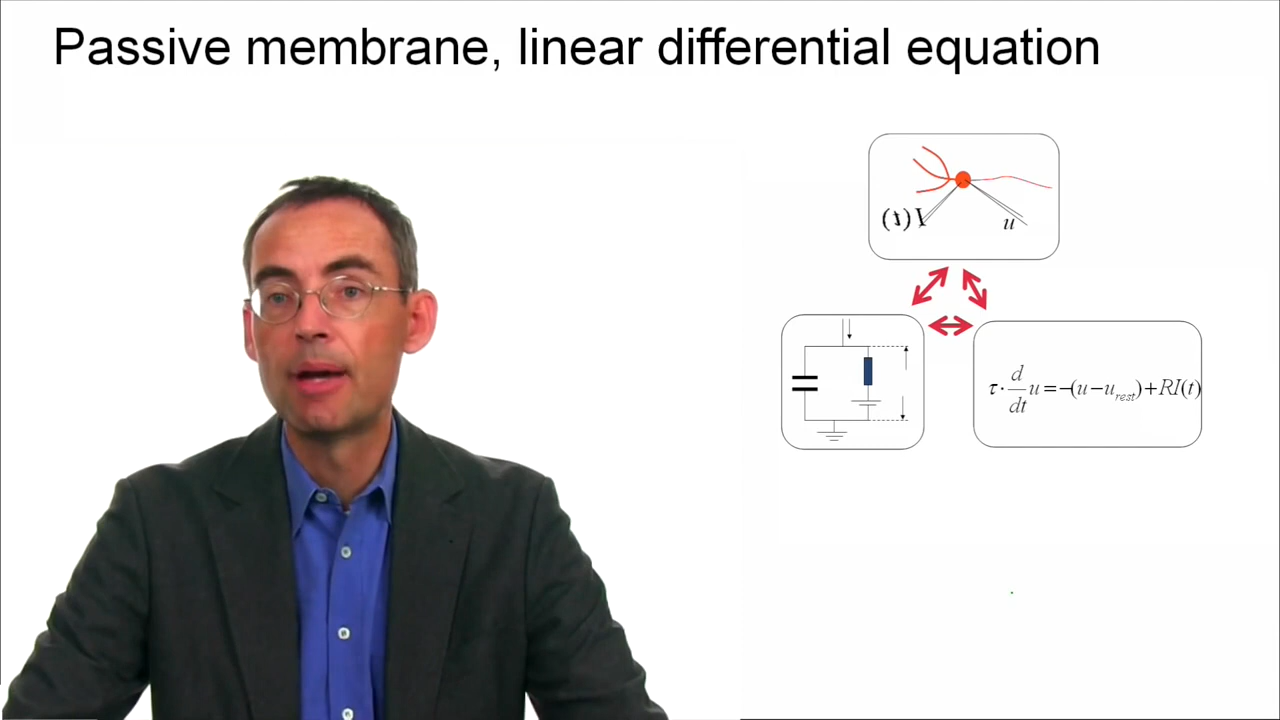 Passive membrane, linear differential equation
I(t)
u
τ · d/dt u = −(u − u_rest) + RI(t)